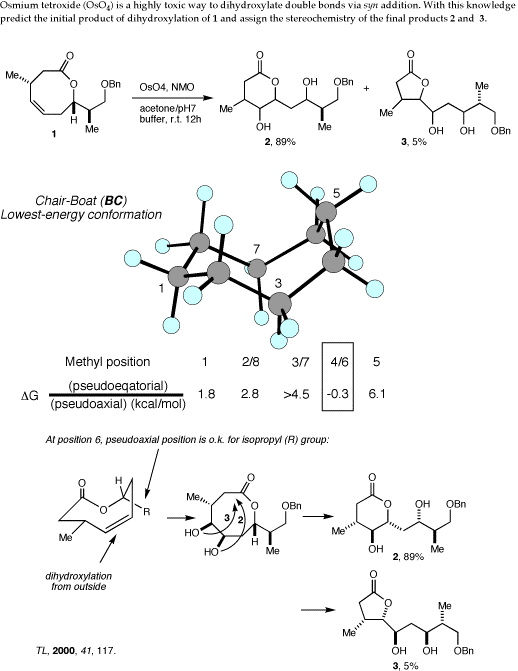 Osmium tetroxide (OsO4) is a highly toxic way to dihydroxylate double bonds via syn addition. With this knowledge
predict the initial product of dihydroxylation of 1 and assign the stereochemistry of the final products 2 and 3.
O
Me
O
OBn
H
Me
1
OsO4, NMO
acetone/pH7
buffer, r.t. 12h
O
O
OH
OBn
Me
OH
Me
2, 89%
+
O
O
Me
Me
OH
OH
OBn
3, 5%
Chair-Boat (BC)
Lowest-energy conformation
5
7
1
3
Methyl position 1 2/8 3/7 4/6 5
ΔG (pseudoeqatorial) 1.8 2.8 >4.5 -0.3 6.1
(pseudoaxial) (kcal/mol)
At position 6, pseudoaxial position is o.k. for isopropyl (R) group:
H
O
O
R
Me
dihydroxylation
from outside
O
Me
O
OBn
3
2
HO
HO
H
Me
O
O
OH
OBn
Me
OH
Me
2, 89%
O
O
Me
Me
OH
OH
OBn
3, 5%
TL, 2000, 41, 117.